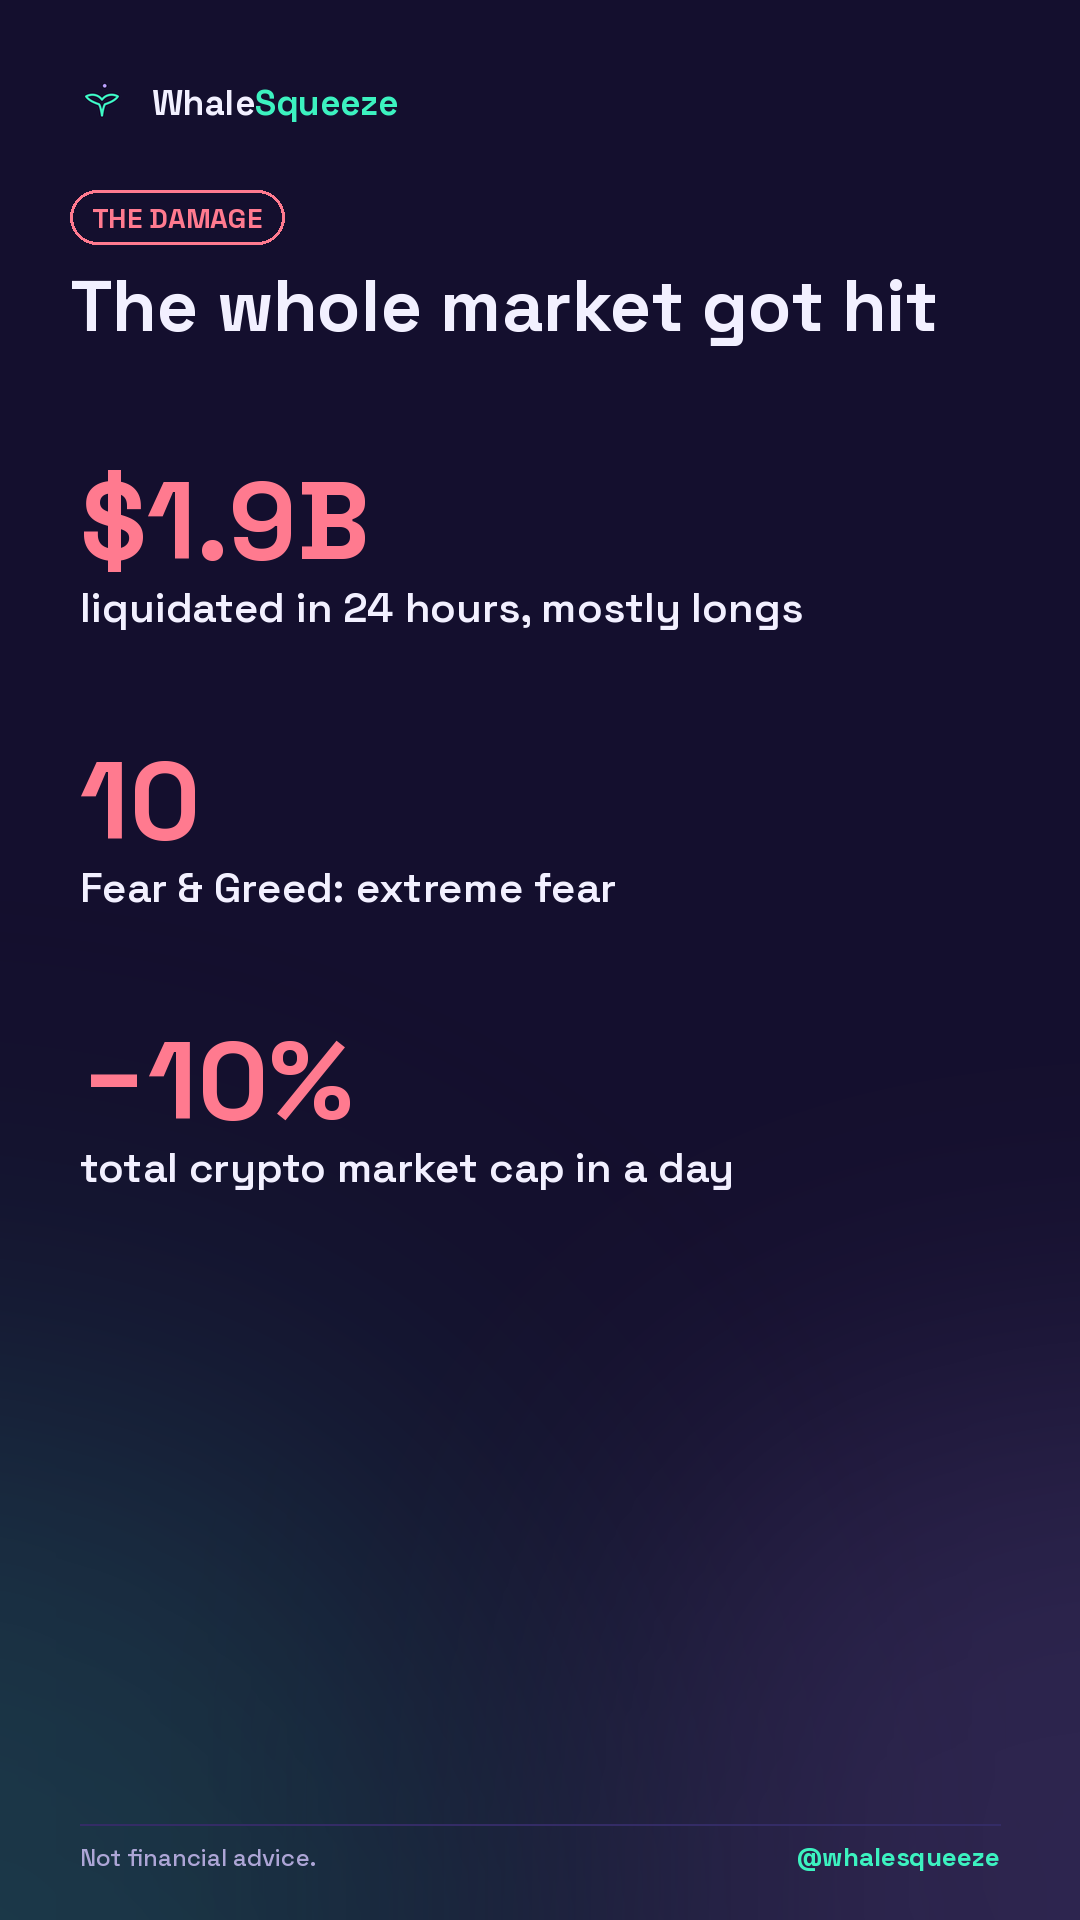 WhaleSqueeze
THE DAMAGE
The whole market got hit
$1.9B
liquidated in 24 hours, mostly longs
10
Fear & Greed: extreme fear
-10%
total crypto market cap in a day
Not financial advice.
@whalesqueeze